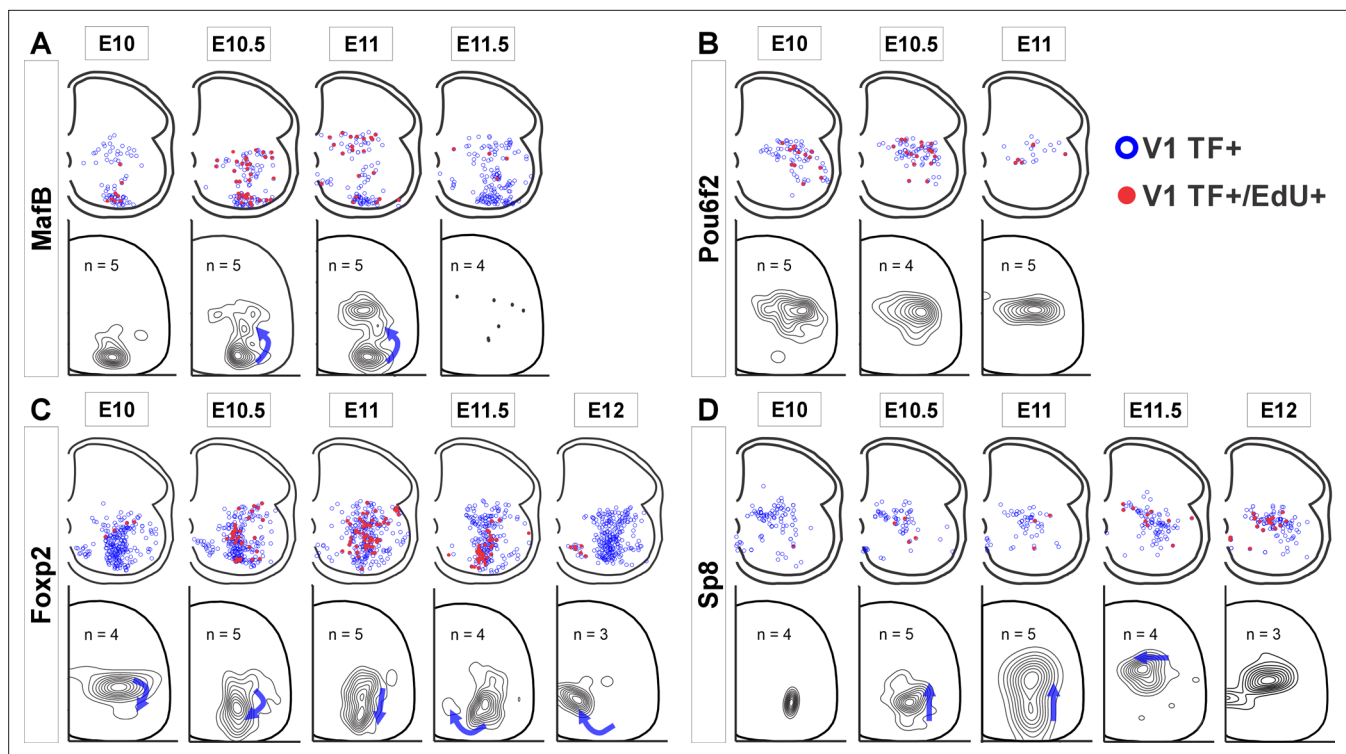 A
E10 E10.5 E11 E11.5
MafB
n = 5 n = 5 n = 5 n = 4
B
E10 E10.5 E11
Pou6f2
n = 5 n = 4 n = 5
V1 TF+
V1 TF+/EdU+
C
E10 E10.5 E11 E11.5 E12
Foxp2
n = 4 n = 5 n = 5 n = 4 n = 3
D
E10 E10.5 E11 E11.5 E12
Sp8
n = 4 n = 5 n = 5 n = 4 n = 3